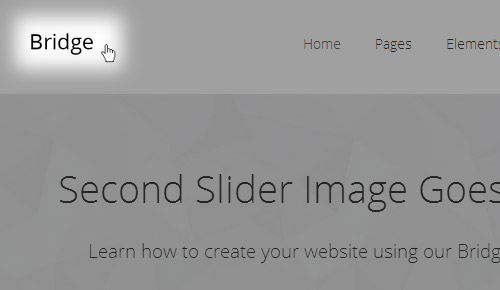 Bridge
Home Pages Elements
Second Slider Image Goes
Learn how to create your website using our Bridg